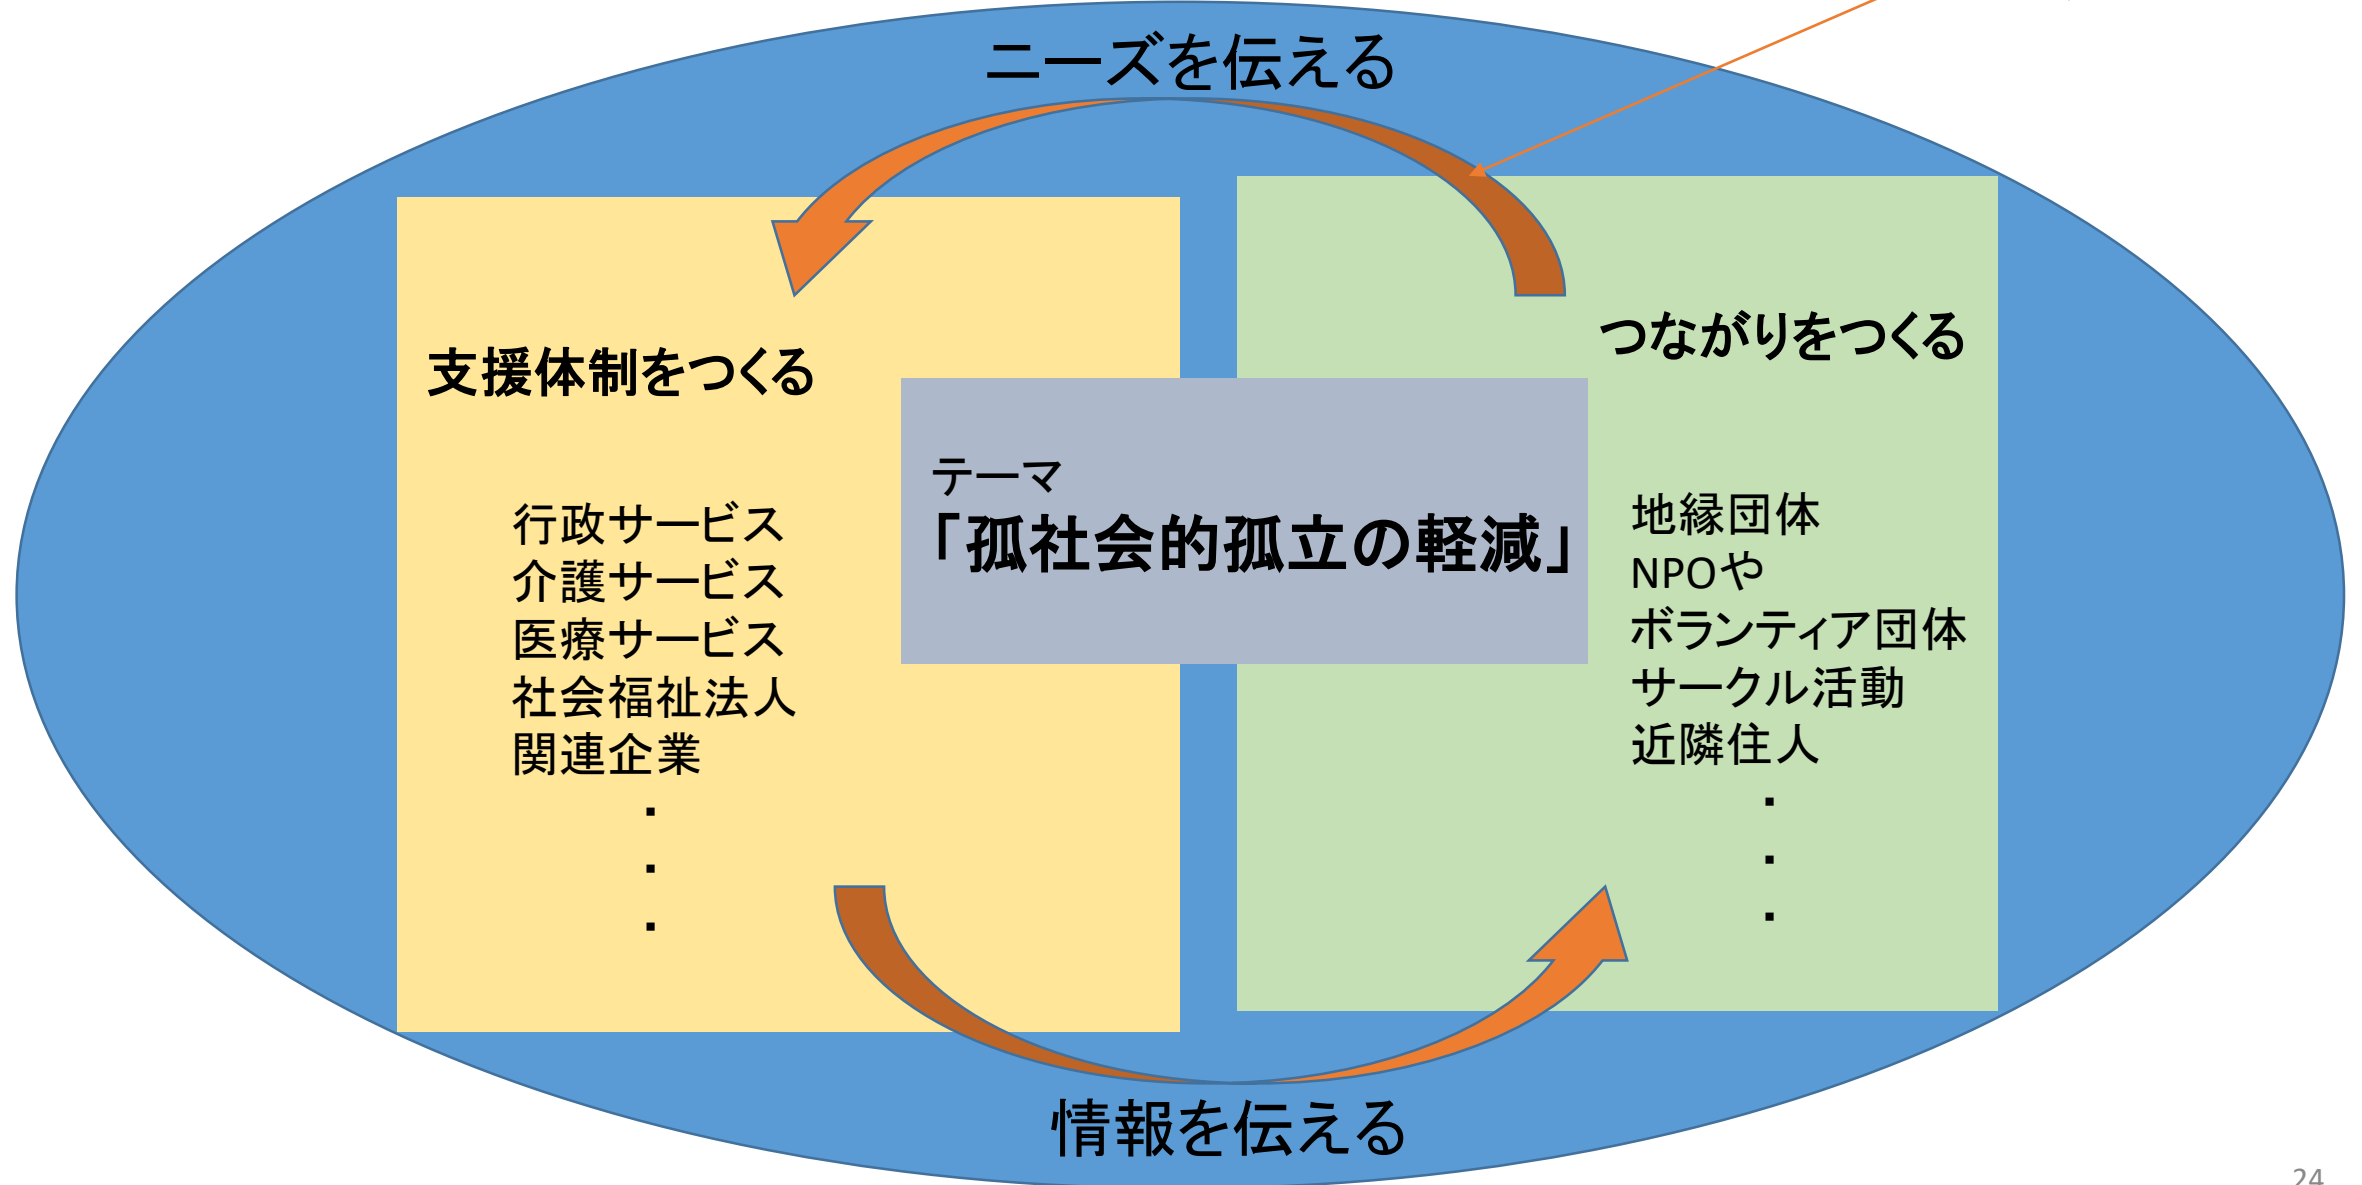 ニーズを伝える
支援体制をつくる
行政サービス
介護サービス
医療サービス
社会福祉法人
関連企業
・
・
・
テーマ
「孤社会的孤立の軽減」
つながりをつくる
地縁団体
NPOや
ボランティア団体
サークル活動
近隣住人
・
・
・
情報を伝える
24